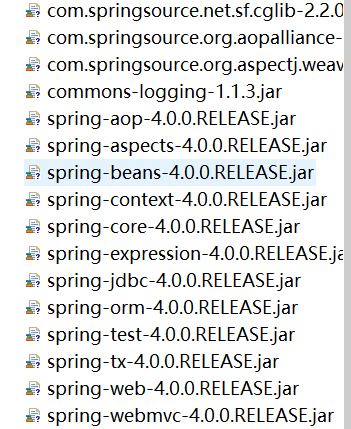 com.springsource.net.sf.cglib-2.2.0
com.springsource.org.aopalliance-
com.springsource.org.aspectj.weav
commons-logging-1.1.3.jar
spring-aop-4.0.0.RELEASE.jar
spring-aspects-4.0.0.RELEASE.jar
spring-beans-4.0.0.RELEASE.jar
spring-context-4.0.0.RELEASE.jar
spring-core-4.0.0.RELEASE.jar
spring-expression-4.0.0.RELEASE.ja
spring-jdbc-4.0.0.RELEASE.jar
spring-orm-4.0.0.RELEASE.jar
spring-test-4.0.0.RELEASE.jar
spring-tx-4.0.0.RELEASE.jar
spring-web-4.0.0.RELEASE.jar
spring-webmvc-4.0.0.RELEASE.jar